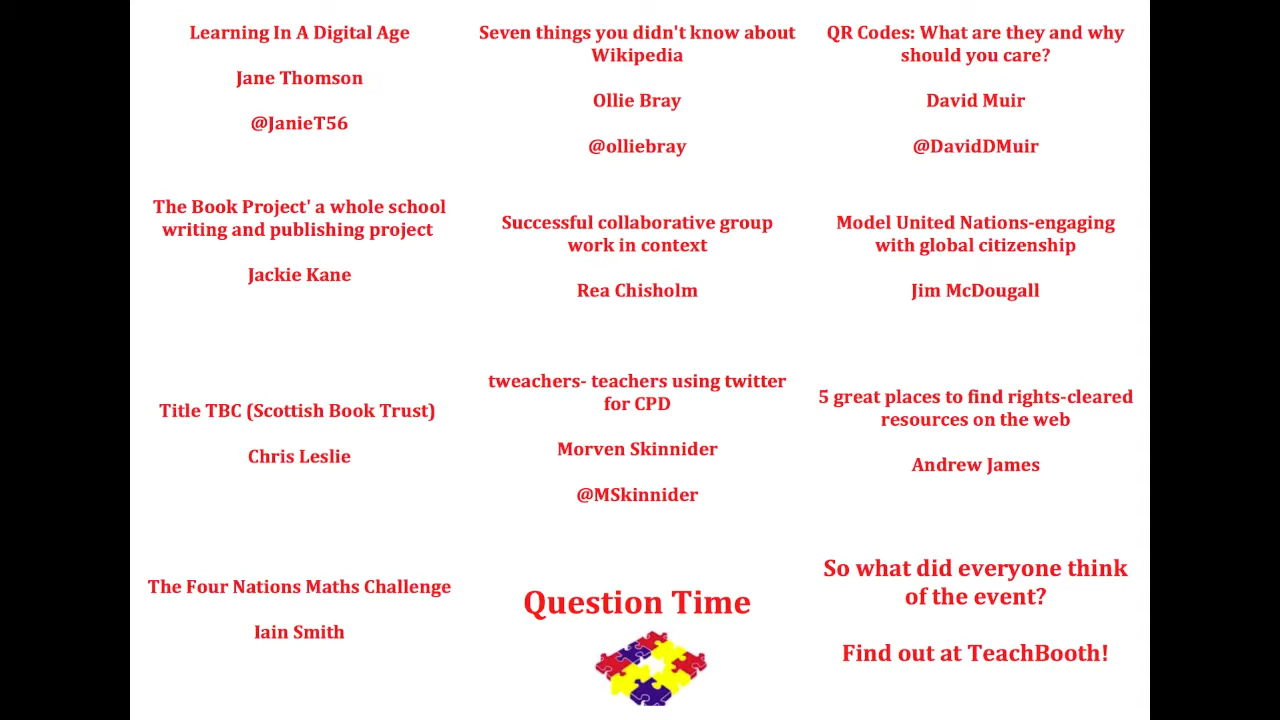 Learning In A Digital Age
Jane Thomson
@JanieT56
Seven things you didn't know about
Wikipedia
Ollie Bray
@olliebray
QR Codes: What are they and why
should you care?
David Muir
@DavidDMuir
The Book Project' a whole school
writing and publishing project
Jackie Kane
Successful collaborative group
work in context
Rea Chisholm
Model United Nations-engaging
with global citizenship
Jim McDougall
Title TBC (Scottish Book Trust)
Chris Leslie
tweachers- teachers using twitter
for CPD
Morven Skinnider
@MSkinnider
5 great places to find rights-cleared
resources on the web
Andrew James
The Four Nations Maths Challenge
Iain Smith
Question Time
So what did everyone think
of the event?
Find out at TeachBooth!